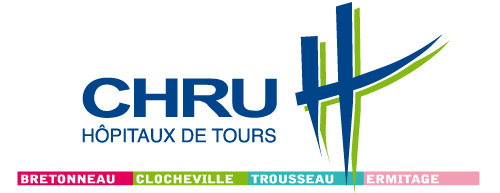 CHRU
HÔPITAUX DE TOURS
BRETONNEAU CLOCHEVILLE TROUSSEAU ERMITAGE